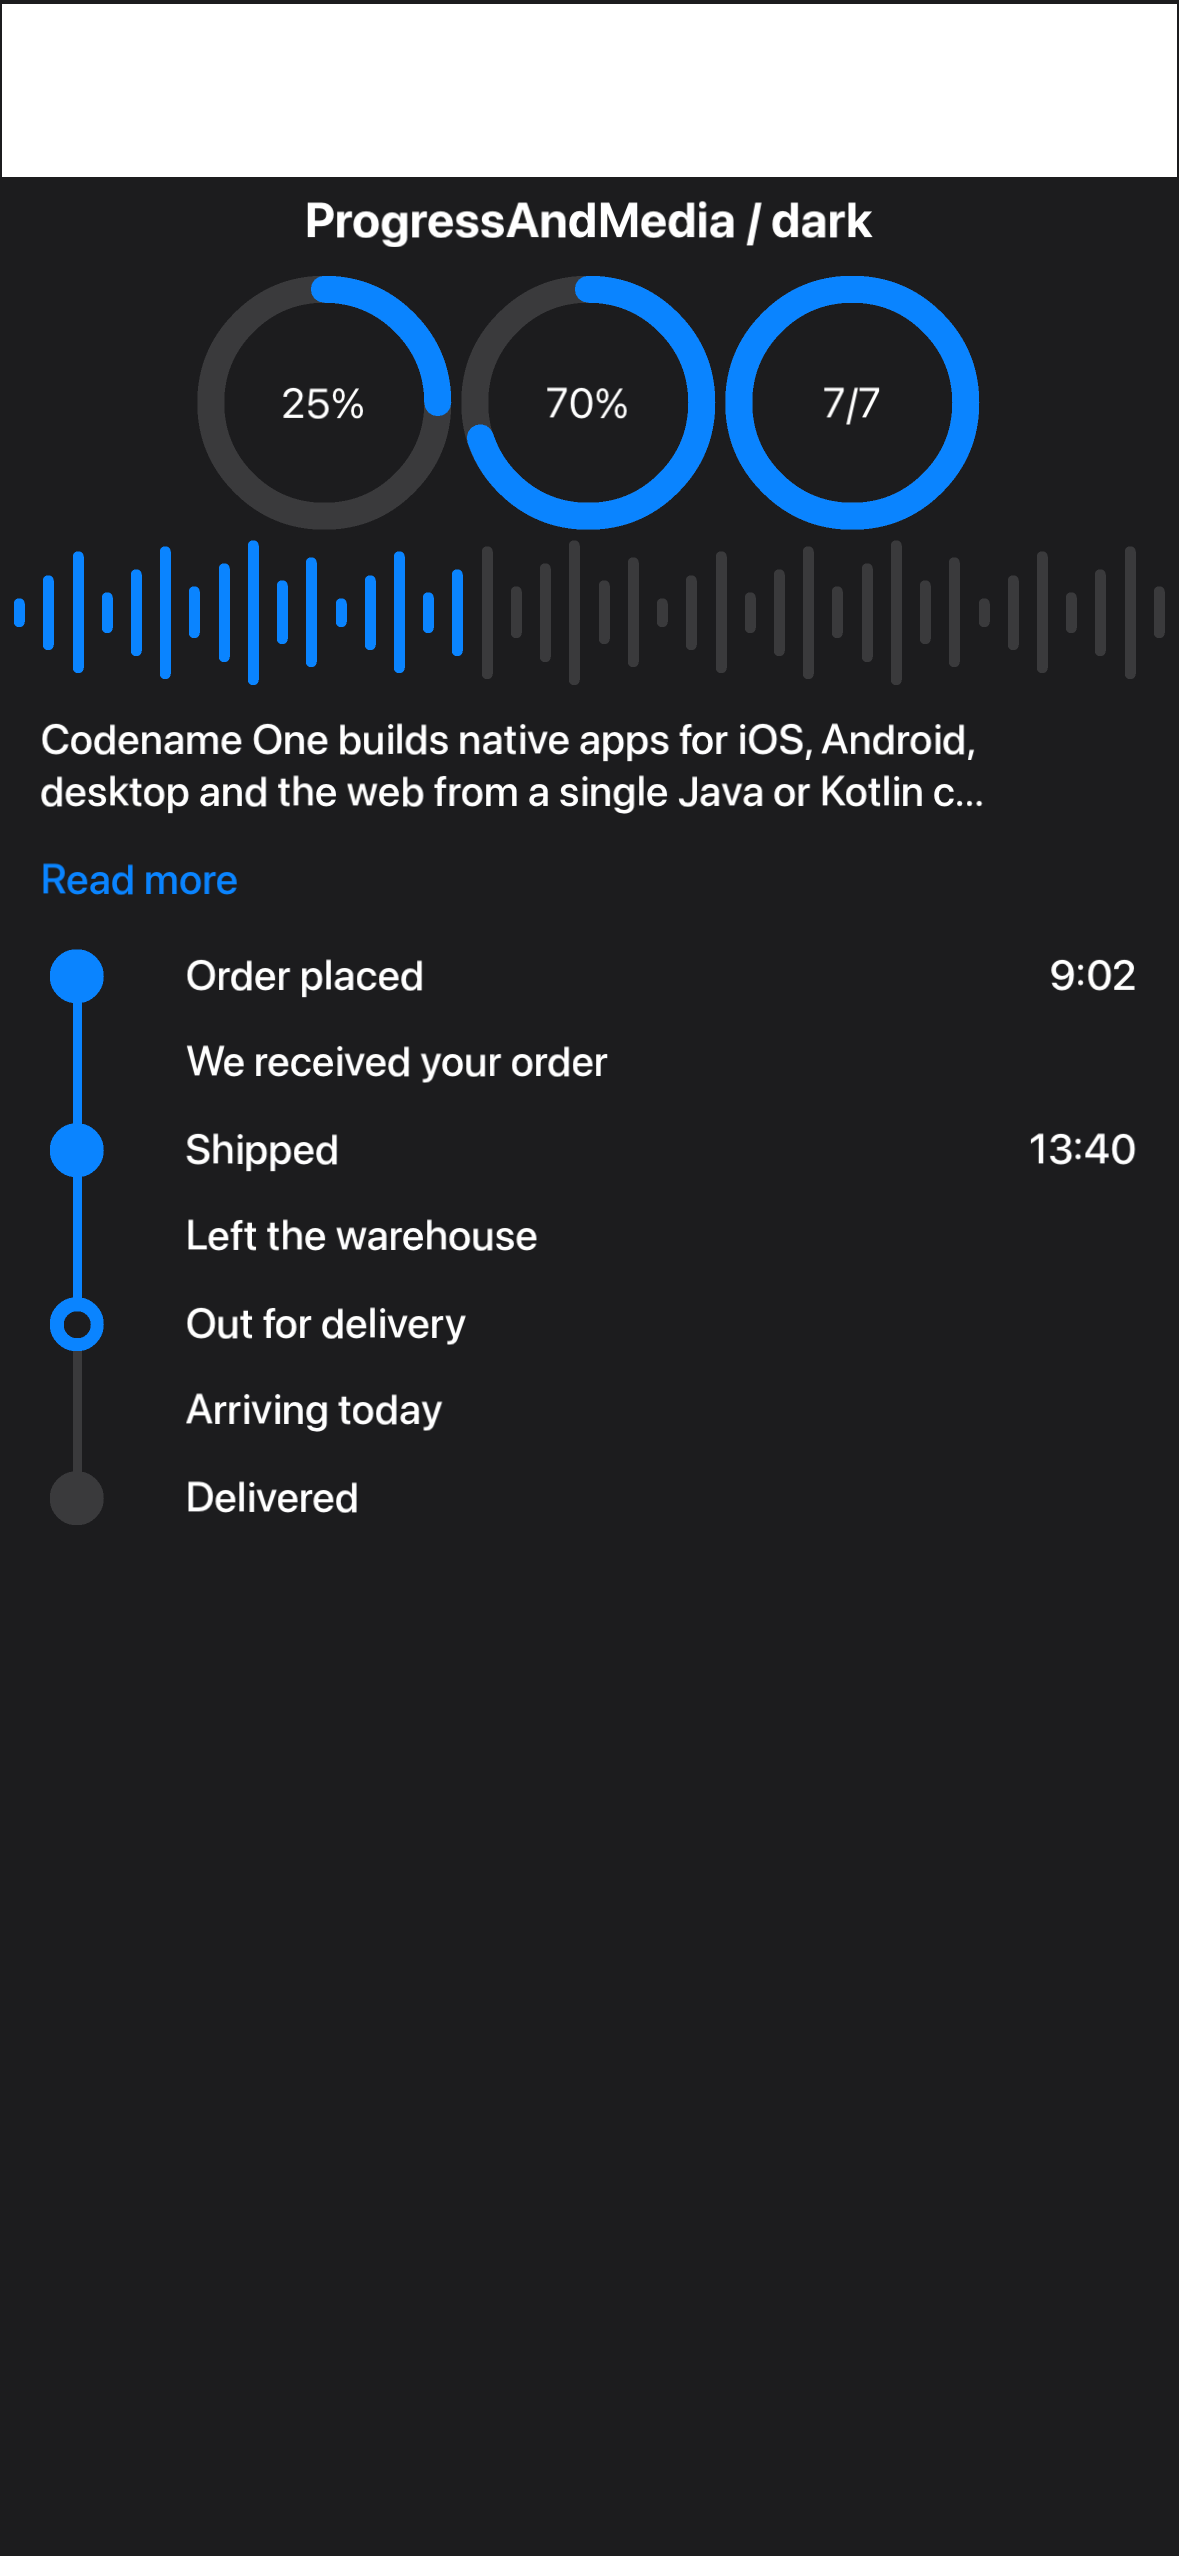 ProgressAndMedia / dark
25% 70% 7/7
Codename One builds native apps for iOS, Android,
desktop and the web from a single Java or Kotlin c...
Read more
Order placed 9:02
We received your order
Shipped 13:40
Left the warehouse
Out for delivery
Arriving today
Delivered